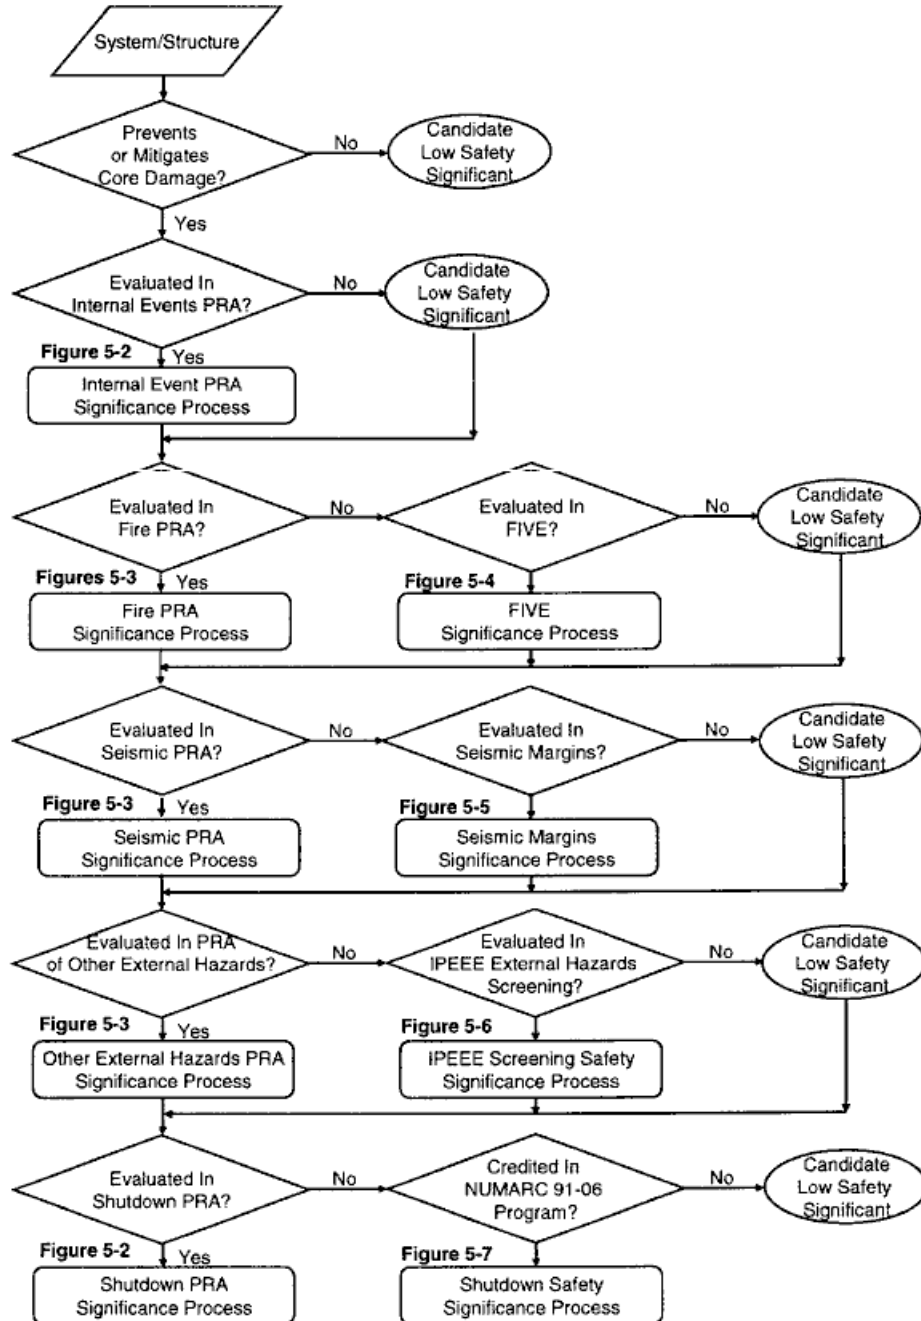 System/Structure
Prevents
or Mitigates
Core Damage?
No
Candidate
Low Safety
Significant
Yes
Evaluated In
Internal Events PRA?
No
Candidate
Low Safety
Significant
Figure 5-2
Yes
Internal Event PRA
Significance Process
Evaluated In
Fire PRA?
No
Evaluated In
FIVE?
No
Candidate
Low Safety
Significant
Figures 5-3
Yes
Fire PRA
Significance Process
Figure 5-4
FIVE
Significance Process
Evaluated In
Seismic PRA?
No
Evaluated In
Seismic Margins?
No
Candidate
Low Safety
Significant
Figure 5-3
Yes
Seismic PRA
Significance Process
Figure 5-5
Seismic Margins
Significance Process
Evaluated In PRA
of Other External Hazards?
No
Evaluated In
IPEEE External Hazards
Screening?
No
Candidate
Low Safety
Significant
Figure 5-3
Yes
Other External Hazards PRA
Significance Process
Figure 5-6
IPEEE Screening Safety
Significance Process
Evaluated In
Shutdown PRA?
No
Credited In
NUMARC 91-06
Program?
No
Candidate
Low Safety
Significant
Figure 5-2
Yes
Shutdown PRA
Significance Process
Figure 5-7
Shutdown Safety
Significance Process